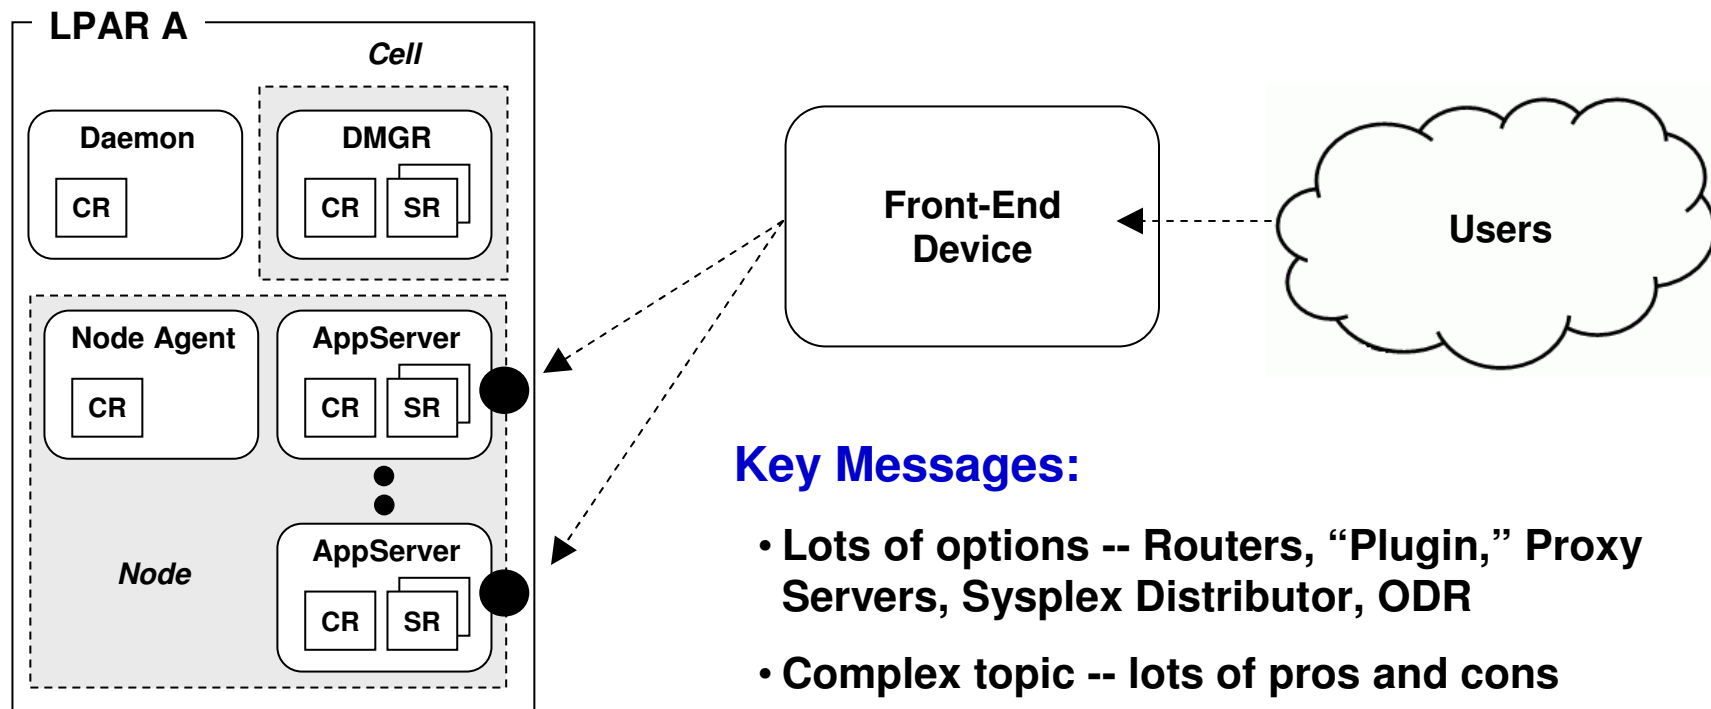 LPAR A
Cell
Daemon
CR
DMGR
CR
SR
Node Agent
CR
AppServer
CR
SR
AppServer
CR
SR
Node
Front-End
Device
Users
Key Messages:
• Lots of options -- Routers, “Plugin,” Proxy
Servers, Sysplex Distributor, ODR
• Complex topic -- lots of pros and cons